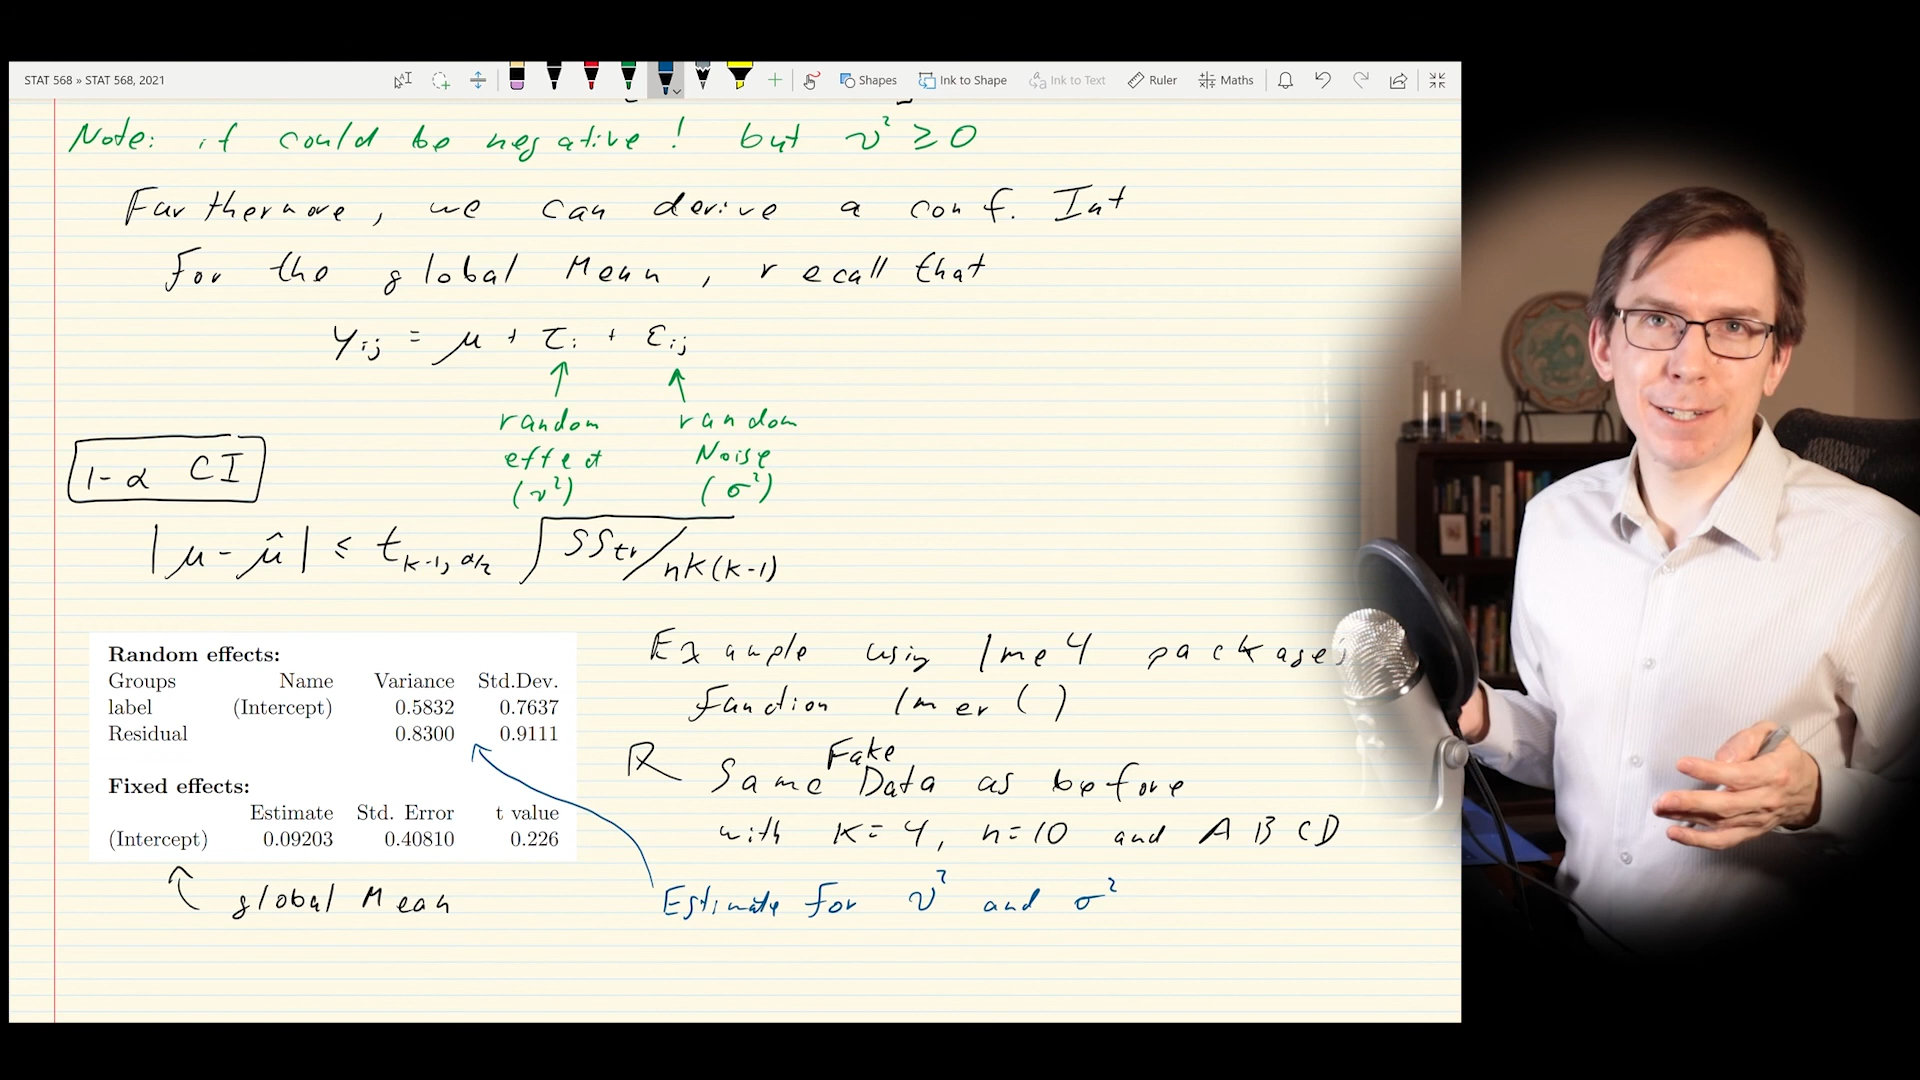 STAT 568 » STAT 568, 2021
Shapes Ink to Shape Ink to Text Ruler Maths
Note: it could be negative! but ν² ≥ 0
Furthermore, we can derive a conf. Int
for the global Mean, recall that
Yij = μ + τi + εij
↑ ↑
random random
effect Noise
(ν²) (σ²)
1-α CI
|μ - μ̂| ≤ t_{k-1, α/2} √(SStr/nk(k-1))
Random effects:
Groups Name Variance Std.Dev.
label (Intercept) 0.5832 0.7637
Residual 0.8300 0.9111
Fixed effects:
Estimate Std. Error t value
(Intercept) 0.09203 0.40810 0.226
global Mean
Example using lme4 packages
Function lmer()
R Same Fake Data as before
with k=4, n=10 and A B C D
Estimate for ν² and σ²